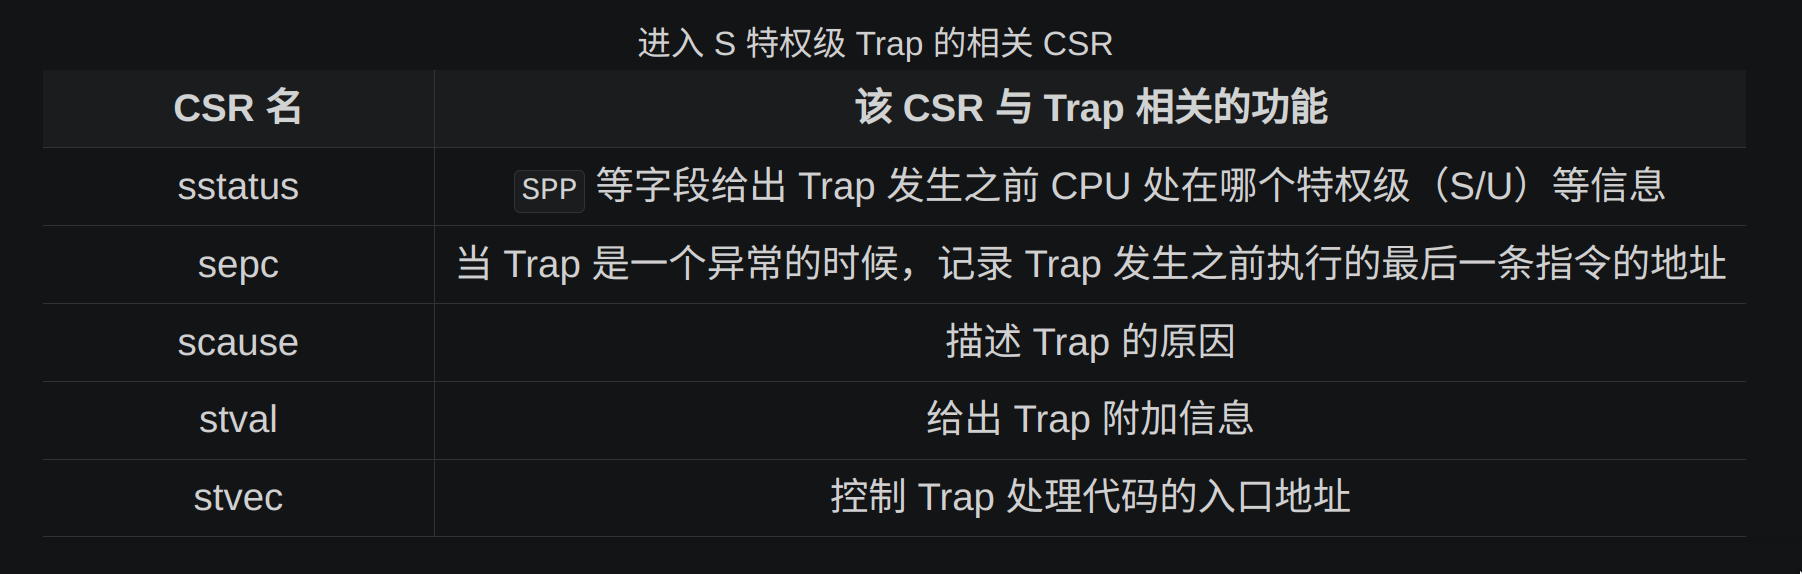 进入 S 特权级 Trap 的相关 CSR
CSR 名 该 CSR 与 Trap 相关的功能
sstatus SPP 等字段给出 Trap 发生之前 CPU 处在哪个特权级（S/U）等信息
sepc 当 Trap 是一个异常的时候，记录 Trap 发生之前执行的最后一条指令的地址
scause 描述 Trap 的原因
stval 给出 Trap 附加信息
stvec 控制 Trap 处理代码的入口地址